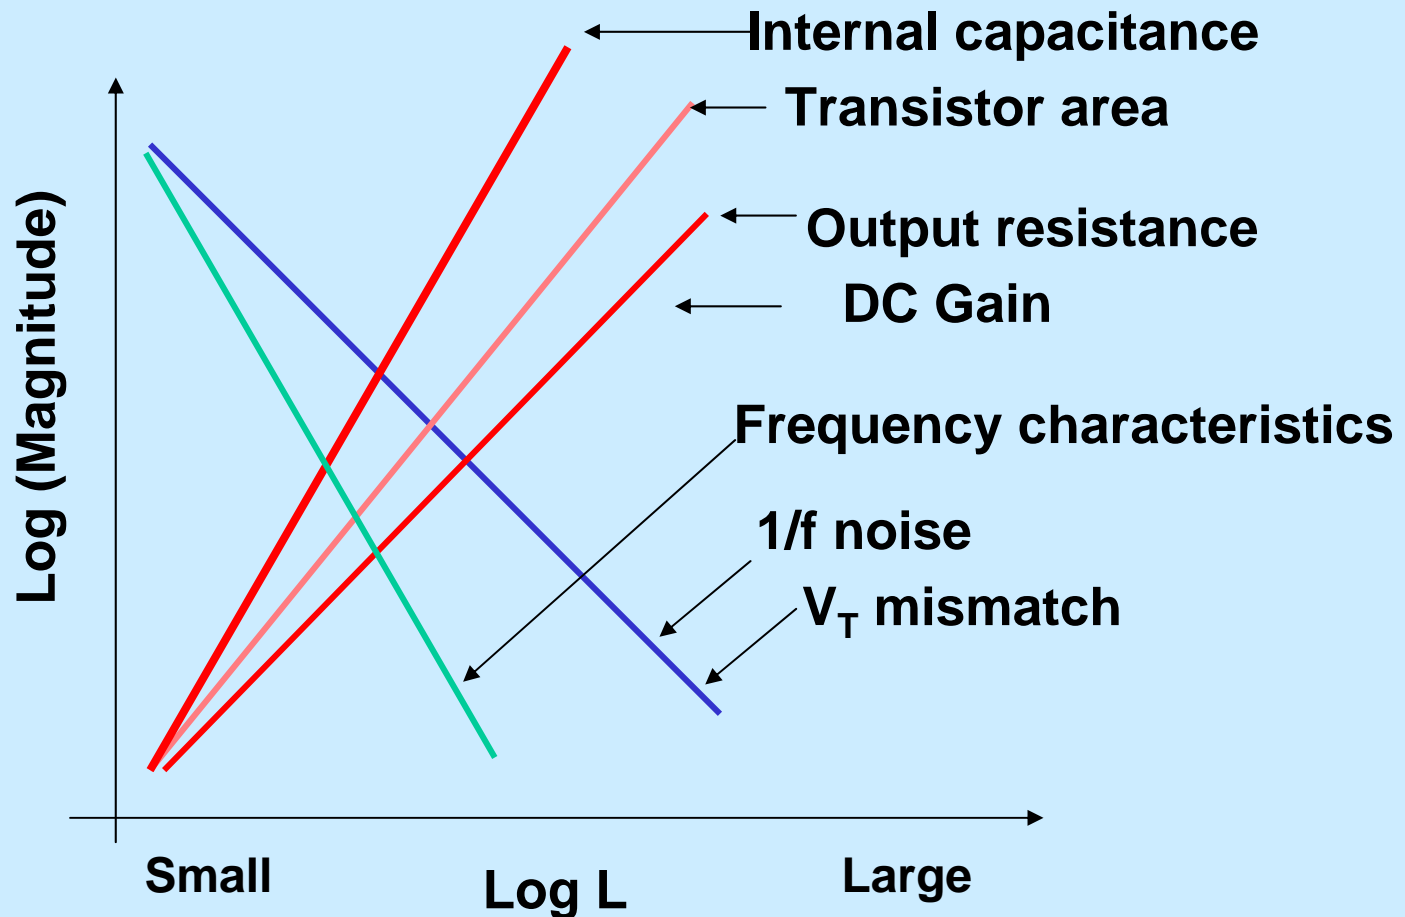 Internal capacitance
Transistor area
Output resistance
DC Gain
Frequency characteristics
1/f noise
VT mismatch
Log (Magnitude)
Small
Log L
Large